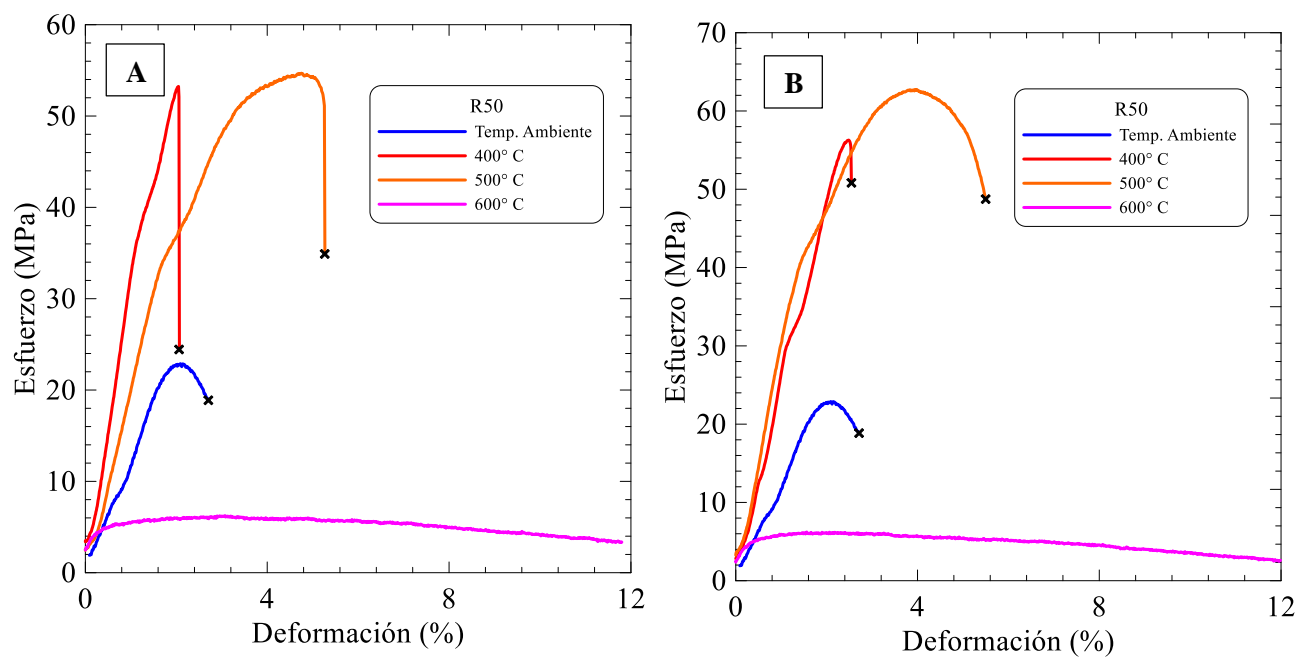 A
60
50
40
30
20
10
0
Esfuerzo (MPa)
R50
Temp. Ambiente
400° C
500° C
600° C
0 4 8 12
Deformación (%)
B
70
60
50
40
30
20
10
0
Esfuerzo (MPa)
R50
Temp. Ambiente
400° C
500° C
600° C
0 4 8 12
Deformación (%)